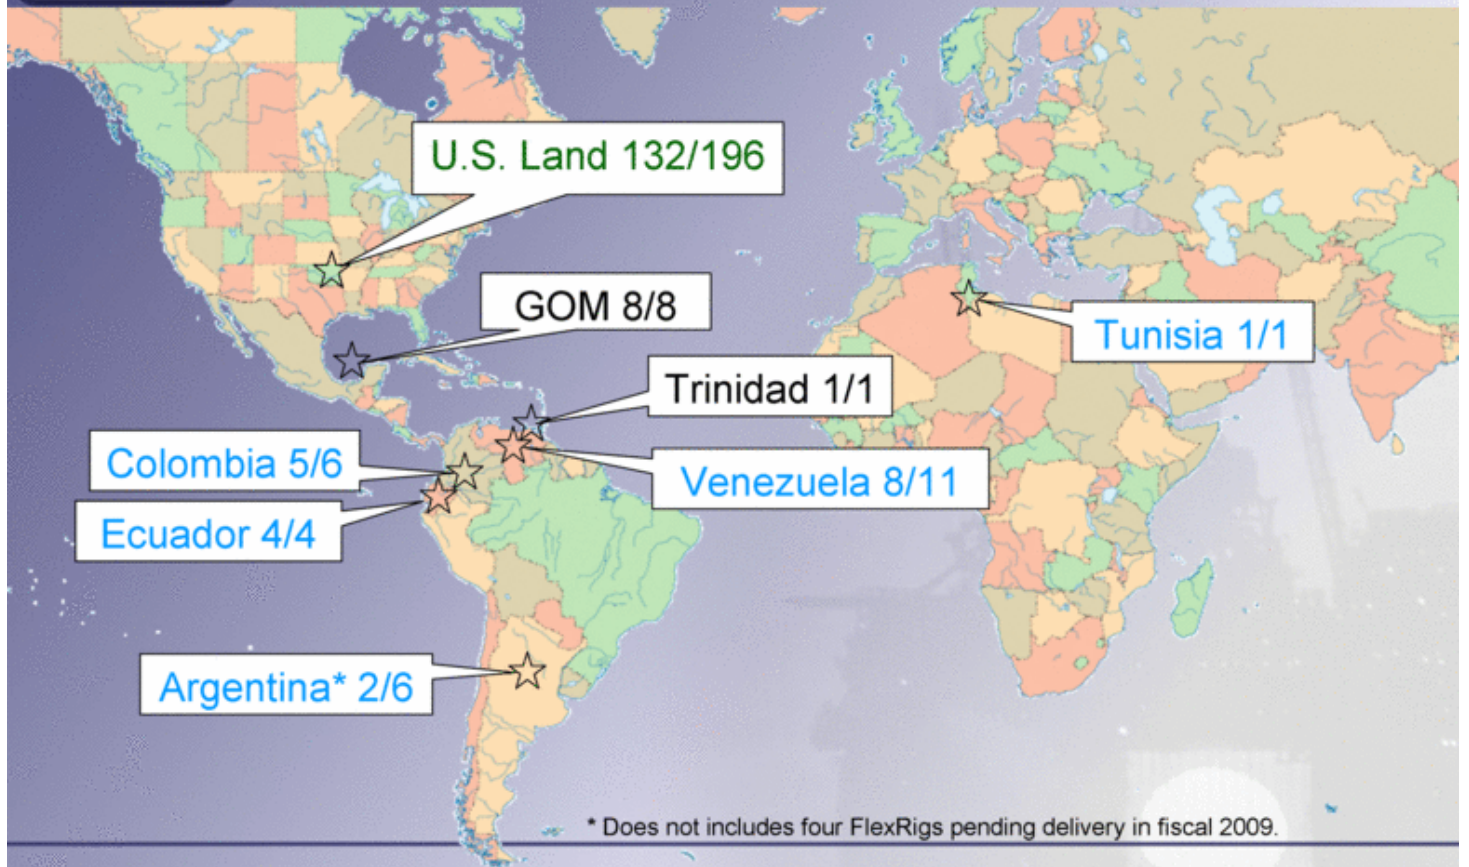 U.S. Land 132/196
GOM 8/8
Tunisia 1/1
Trinidad 1/1
Colombia 5/6
Venezuela 8/11
Ecuador 4/4
Argentina* 2/6
* Does not includes four FlexRigs pending delivery in fiscal 2009.